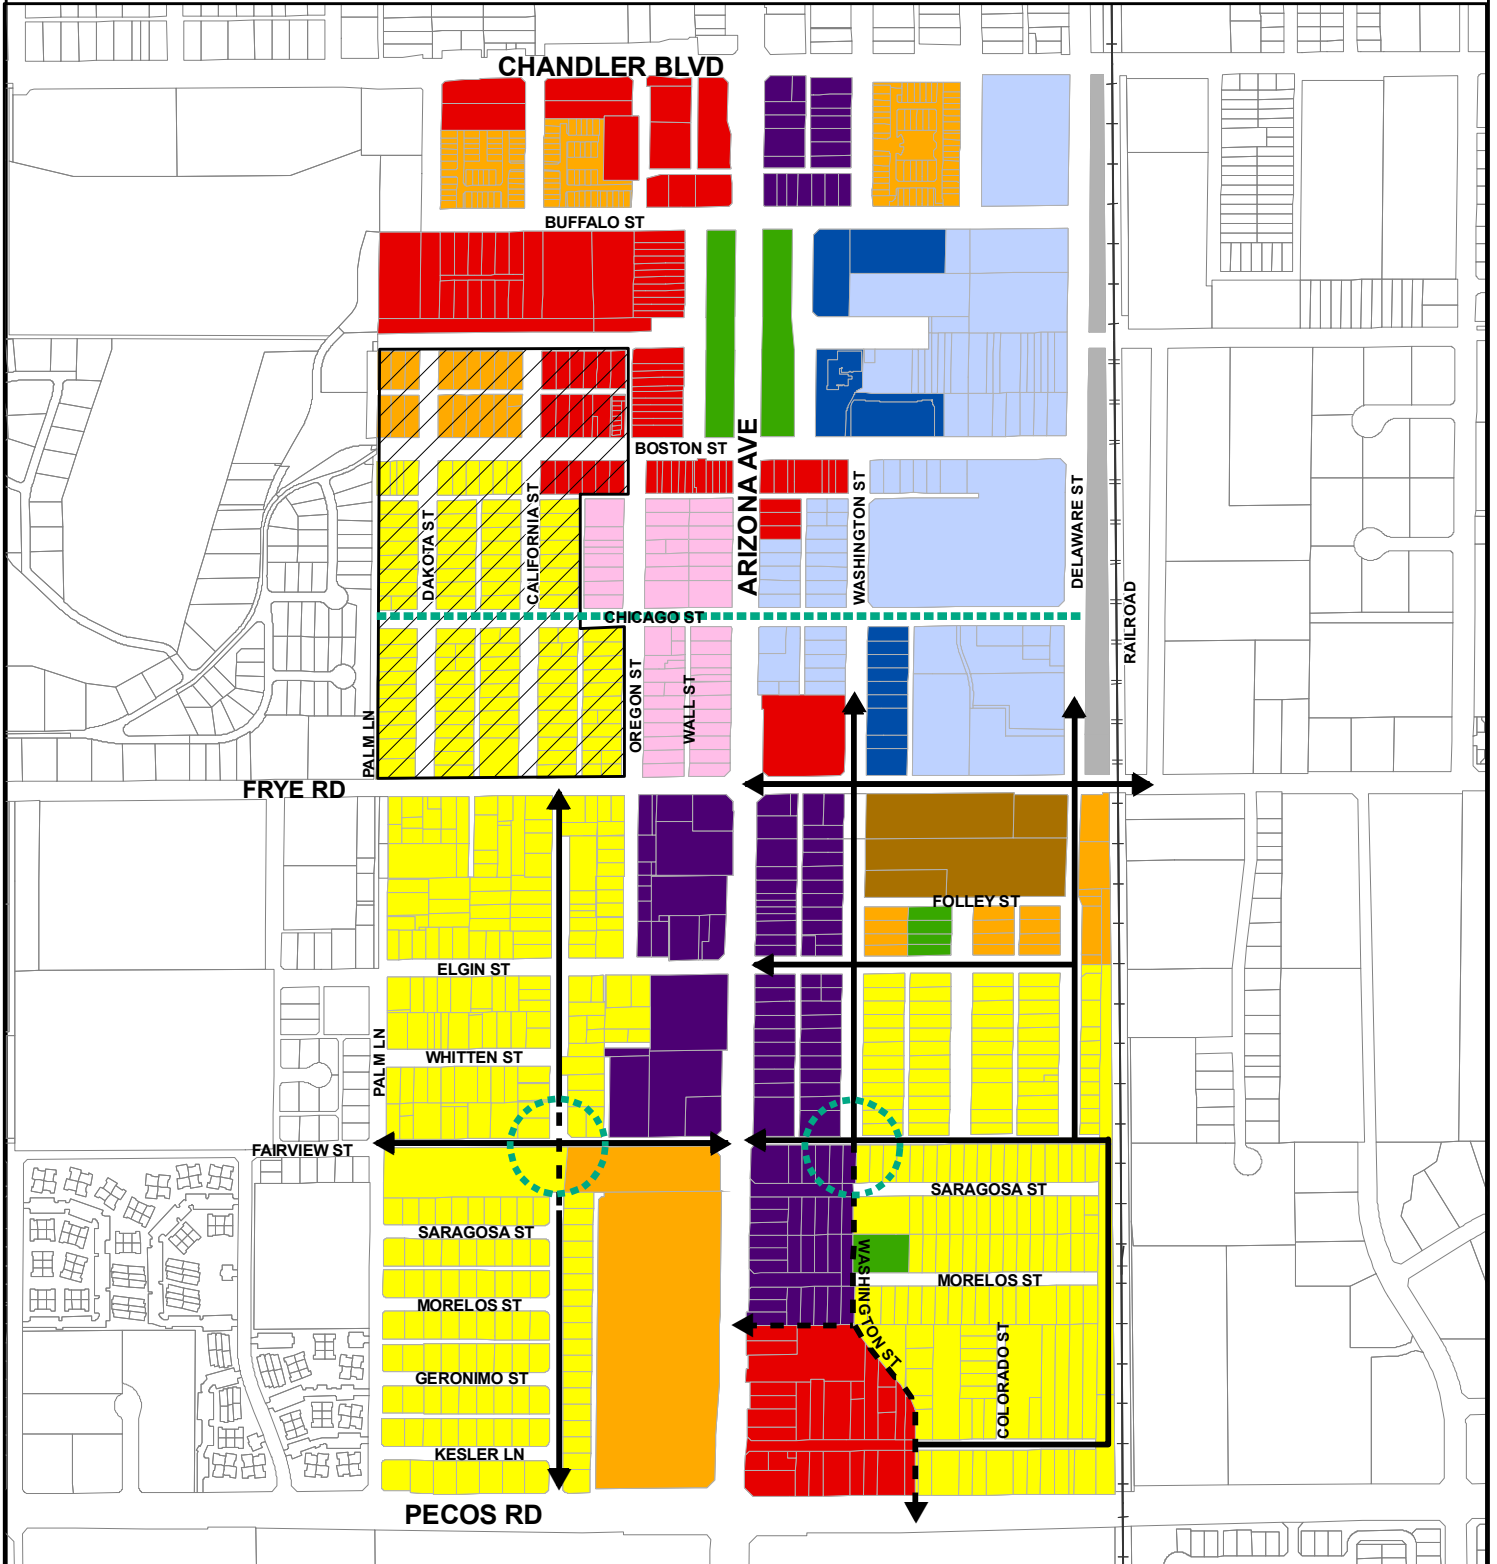 CHANDLER BLVD
BUFFALO ST
BOSTON ST
ARIZONA AVE
DAKOTA ST
CALIFORNIA ST
WASHINGTON ST
DELAWARE ST
CHICAGO ST
RAILROAD
OREGON ST
WALL ST
PALM LN
FRYE RD
FOLLEY ST
ELGIN ST
PALM LN
WHITTEN ST
FAIRVIEW ST
SARAGOSA ST
SARAGOSA ST
WASHINGTON ST
MORELOS ST
MORELOS ST
COLORADO ST
GERONIMO ST
KESLER LN
PECOS RD